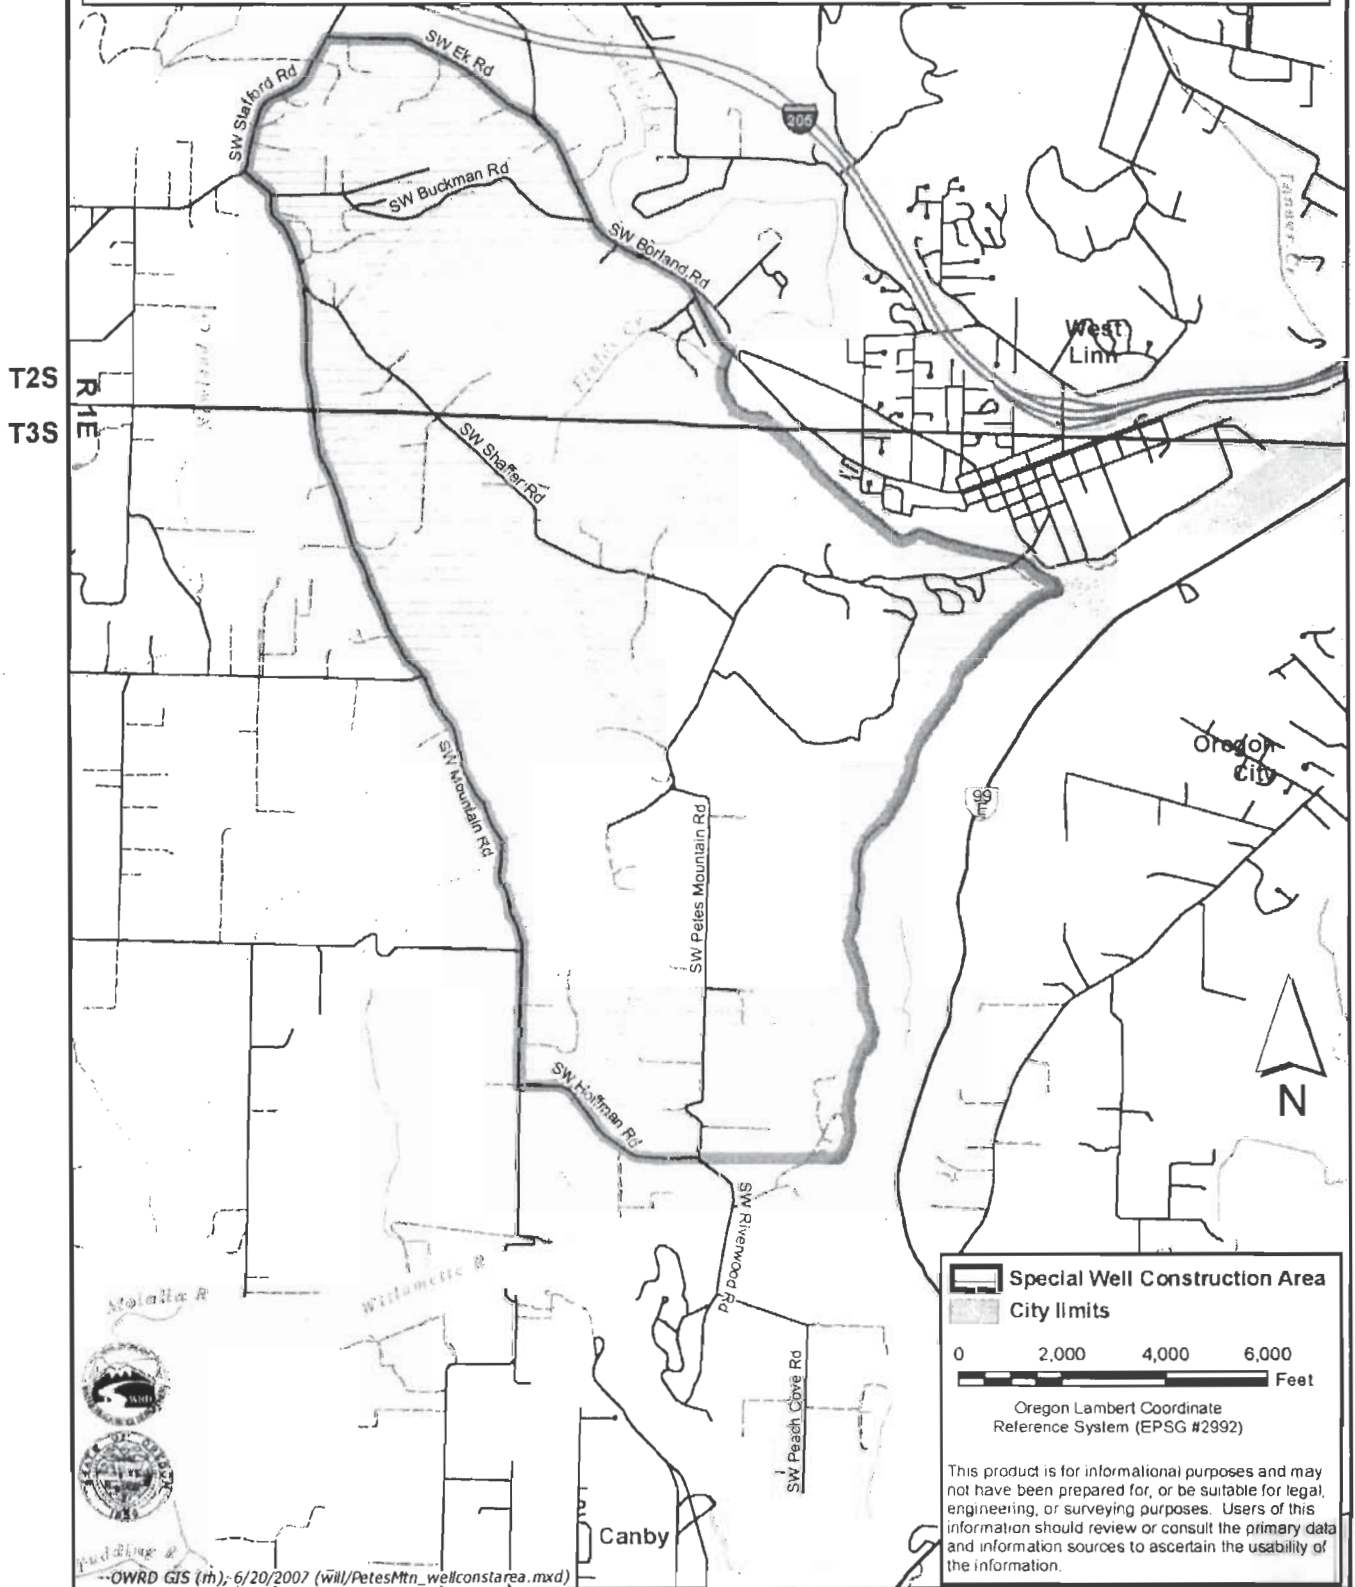 SW Ek Rd
SW Stafford Rd
205
SW Buckman Rd
SW Borland Rd
Tanner Cr
West
Linn
T2S
R1E
T3S
SW Shaffer Rd
Oregon
City
SW Mountain Rd
99
E
SW Petes Mountain Rd
N
SW Hoffman Rd
SW Riverwood Rd
Molalla R
Willamette R
SW Peach Cove Rd
Canby
Pudding R
Special Well Construction Area
City limits
0 2,000 4,000 6,000
Feet
Oregon Lambert Coordinate
Reference System (EPSG #2992)
This product is for informational purposes and may
not have been prepared for, or be suitable for legal,
engineering, or surveying purposes. Users of this
information should review or consult the primary data
and information sources to ascertain the usability of
the information.
--OWRD GIS (rh); 6/20/2007 (will/PetesMtn_wellconstarea.mxd)